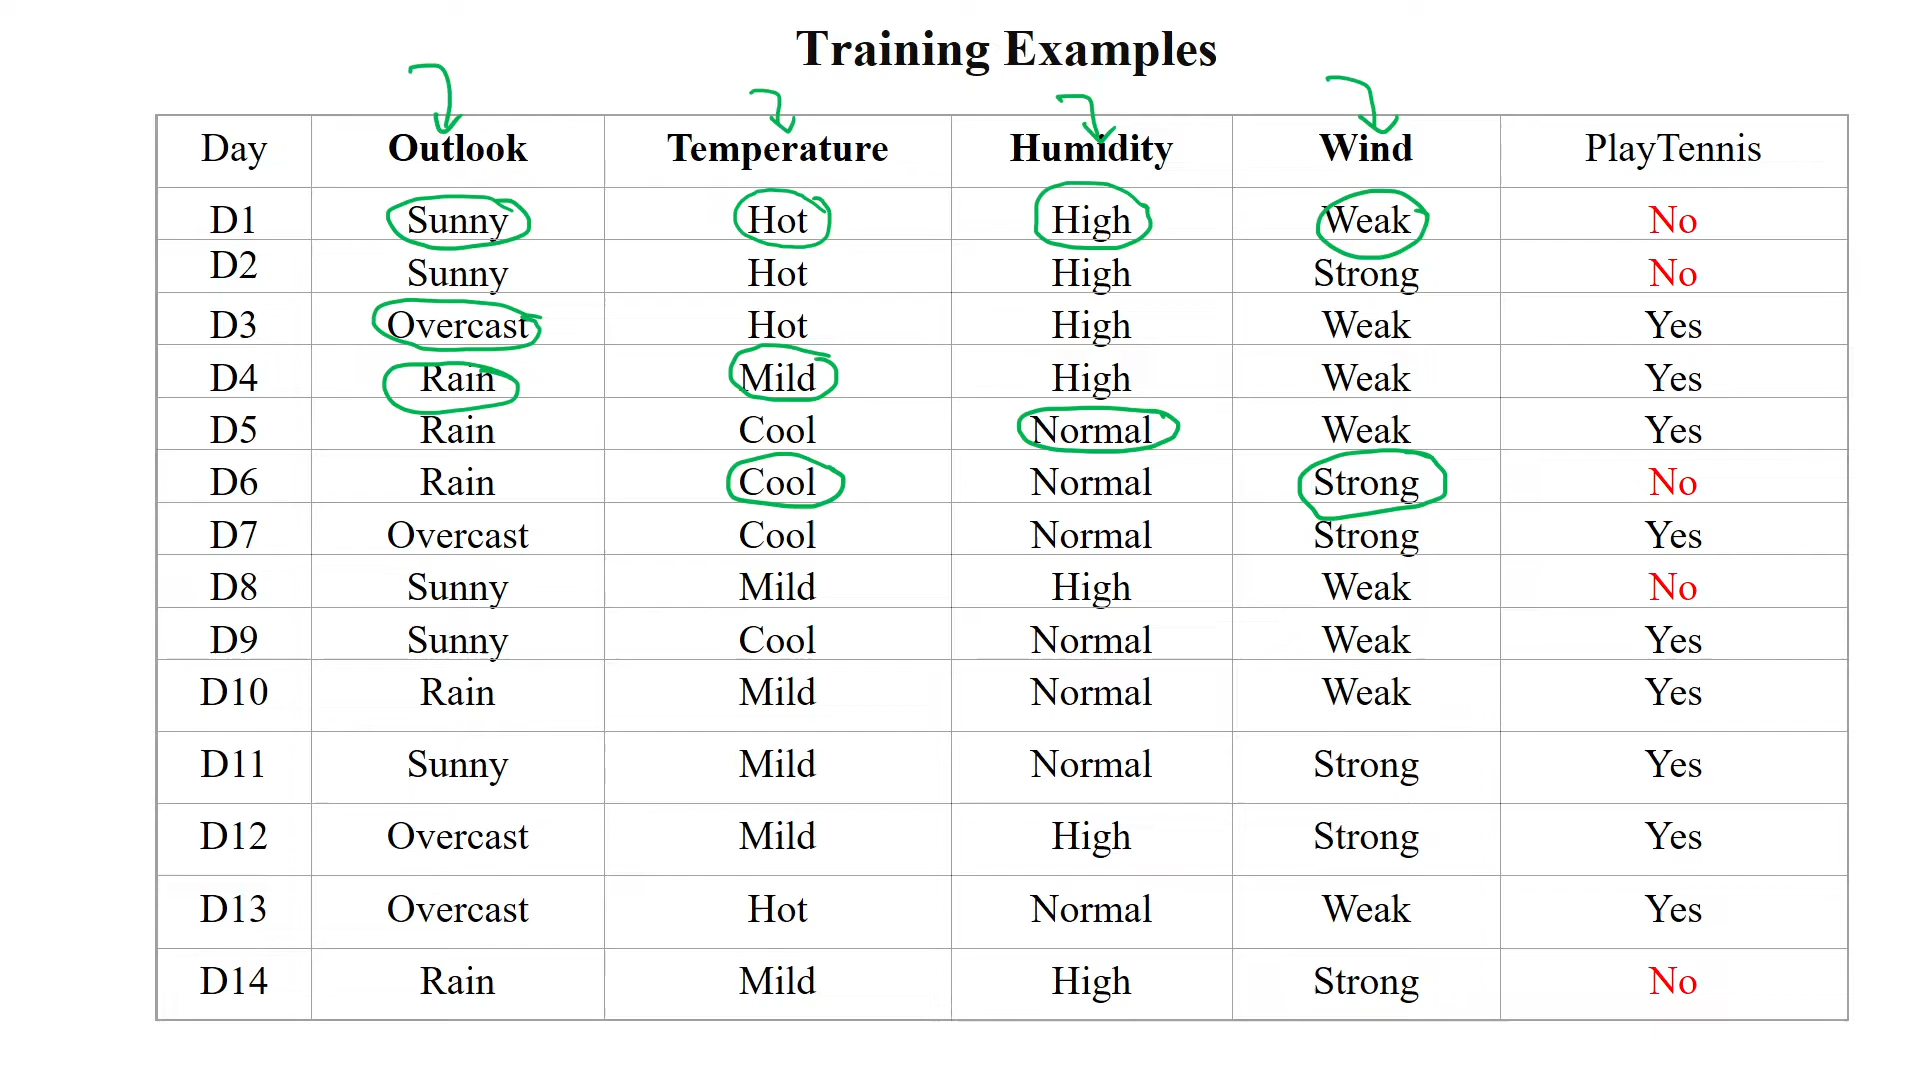 Training Examples
Day Outlook Temperature Humidity Wind PlayTennis
D1 Sunny Hot High Weak No
D2 Sunny Hot High Strong No
D3 Overcast Hot High Weak Yes
D4 Rain Mild High Weak Yes
D5 Rain Cool Normal Weak Yes
D6 Rain Cool Normal Strong No
D7 Overcast Cool Normal Strong Yes
D8 Sunny Mild High Weak No
D9 Sunny Cool Normal Weak Yes
D10 Rain Mild Normal Weak Yes
D11 Sunny Mild Normal Strong Yes
D12 Overcast Mild High Strong Yes
D13 Overcast Hot Normal Weak Yes
D14 Rain Mild High Strong No